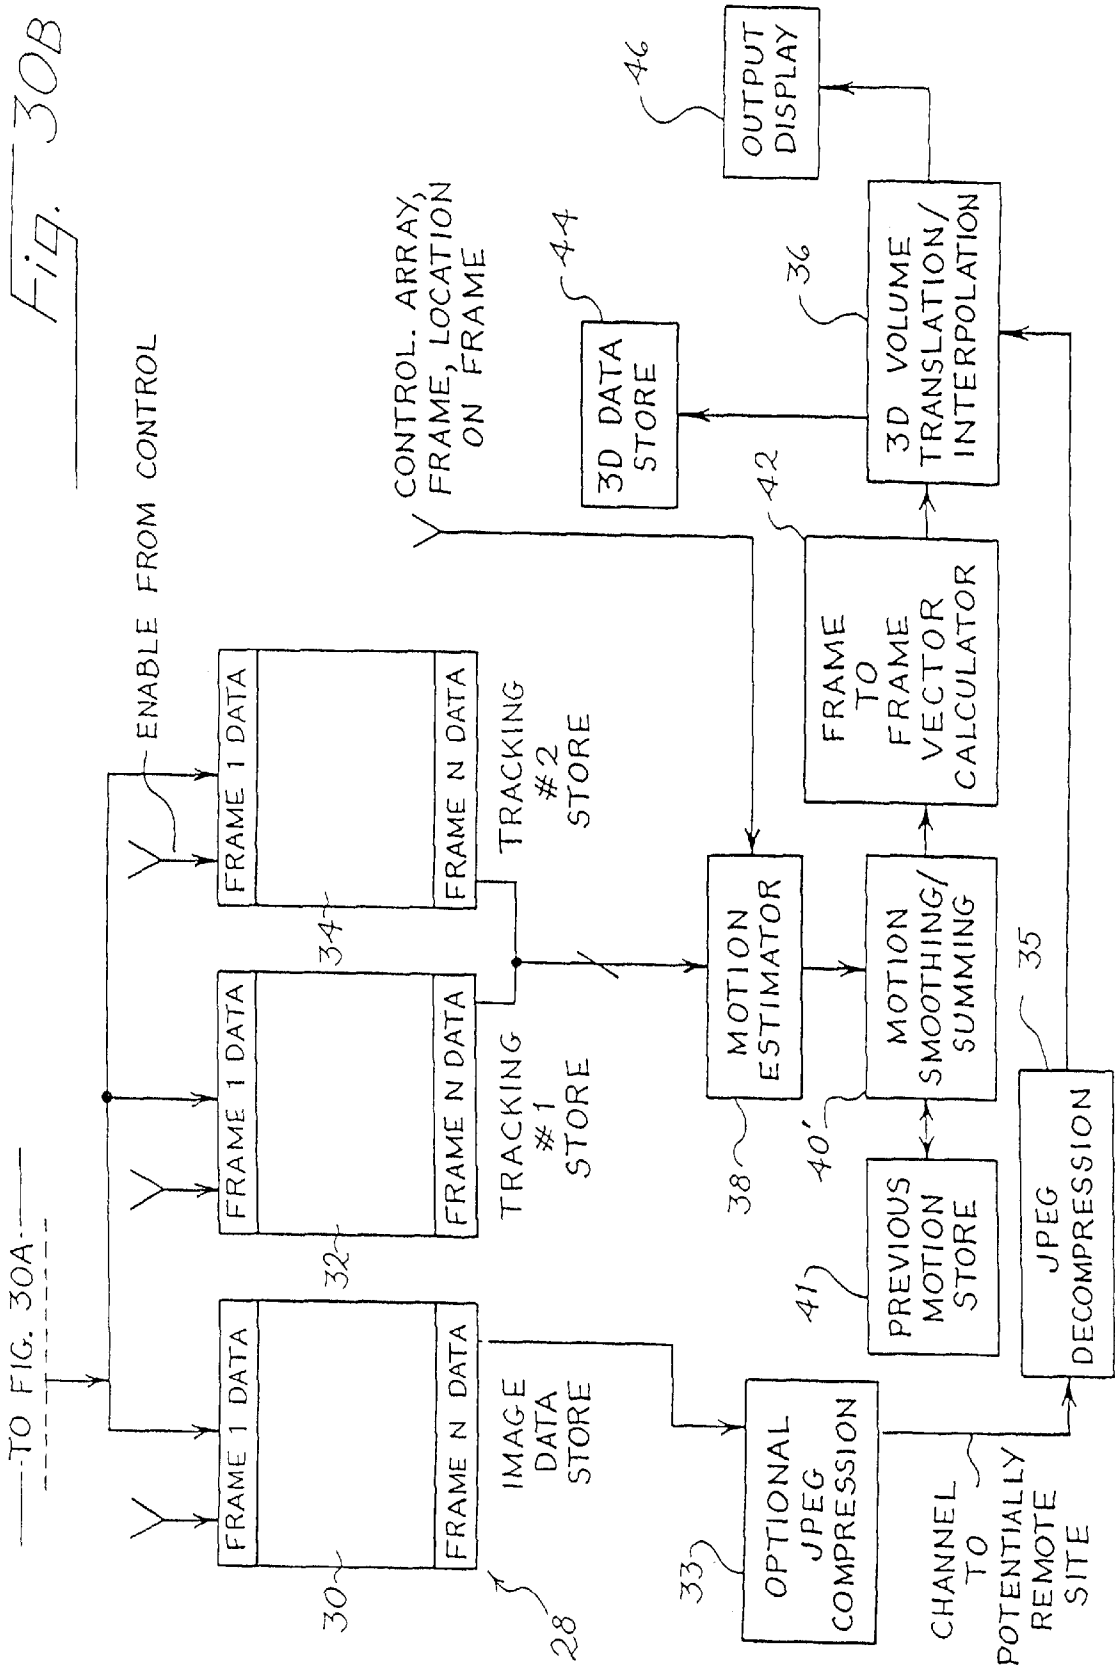 Fig. 30B
TO FIG. 30A
ENABLE FROM CONTROL
FRAME 1 DATA
FRAME 1 DATA
FRAME 1 DATA
30
32
34
FRAME N DATA
FRAME N DATA
FRAME N DATA
28
IMAGE
DATA
STORE
TRACKING
#1
STORE
TRACKING
#2
STORE
CONTROL. ARRAY,
FRAME, LOCATION
ON FRAME
33
OPTIONAL
JPEG
COMPRESSION
38
MOTION
ESTIMATOR
44
3D DATA
STORE
46
OUTPUT
DISPLAY
41
PREVIOUS
MOTION
STORE
40'
MOTION
SMOOTHING/
SUMMING
42
FRAME
TO
FRAME
VECTOR
CALCULATOR
36
3D VOLUME
TRANSLATION/
INTERPOLATION
CHANNEL
TO
POTENTIALLY
REMOTE
SITE
35
JPEG
DECOMPRESSION